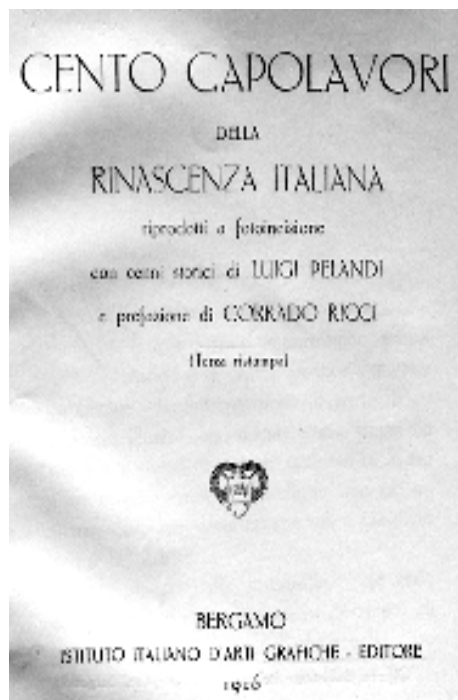 CENTO CAPOLAVORI
DELLA
RINASCENZA ITALIANA
riprodotti a fotoincisione
con cenni storici di LUIGI PELANDI
e prefazione di CORRADO RICCI
(Terza ristampa)
BERGAMO
ISTITUTO ITALIANO D'ARTI GRAFICHE - EDITORE